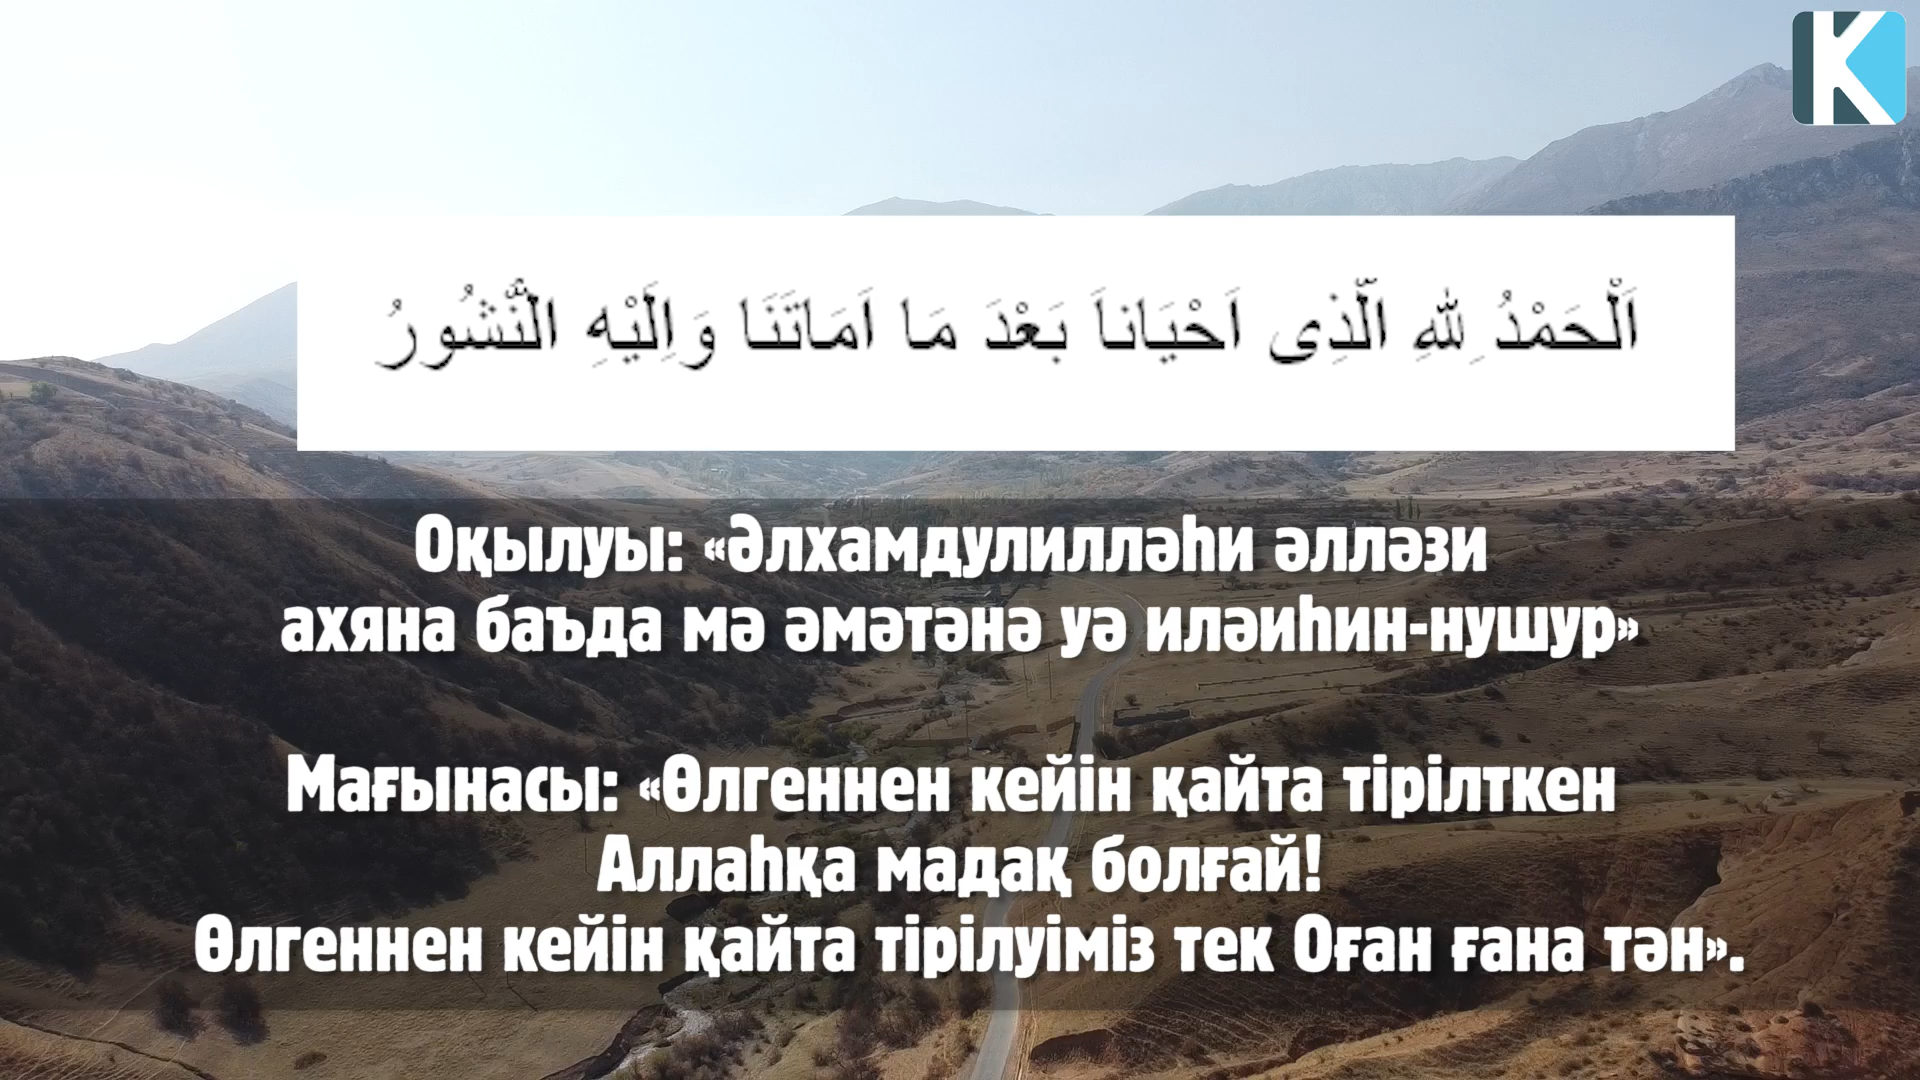 K
اَلْحَمْدُ لِلهِ الَّذِى اَحْيَاناَ بَعْدَ مَا اَمَاتَنَا وَاِلَيْهِ النُّشُورُ
Оқылуы: «Әлхамдулилләһи әлләзи
ахяна баъда мә әмәтәнә уә иләиһин-нушур»
Мағынасы: «Өлгеннен кейін қайта тірілткен
Аллаһқа мадақ болғай!
Өлгеннен кейін қайта тірілуіміз тек Оған ғана тән».